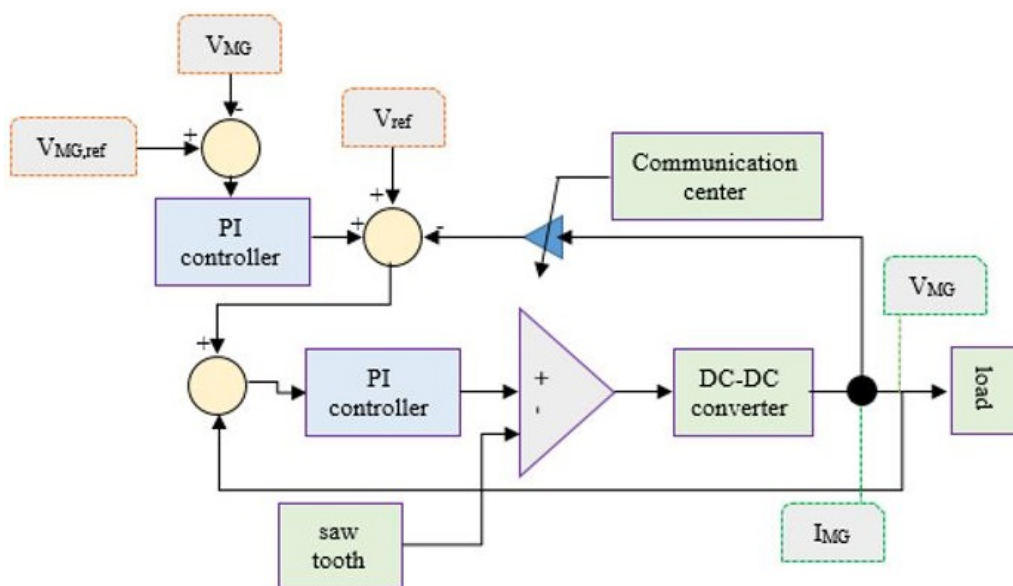 VMG
VMG,ref
-
+
Vref
+
+
-
PI
controller
Communication
center
VMG
+
PI
controller
+
-
DC-DC
converter
load
-
saw
tooth
IMG